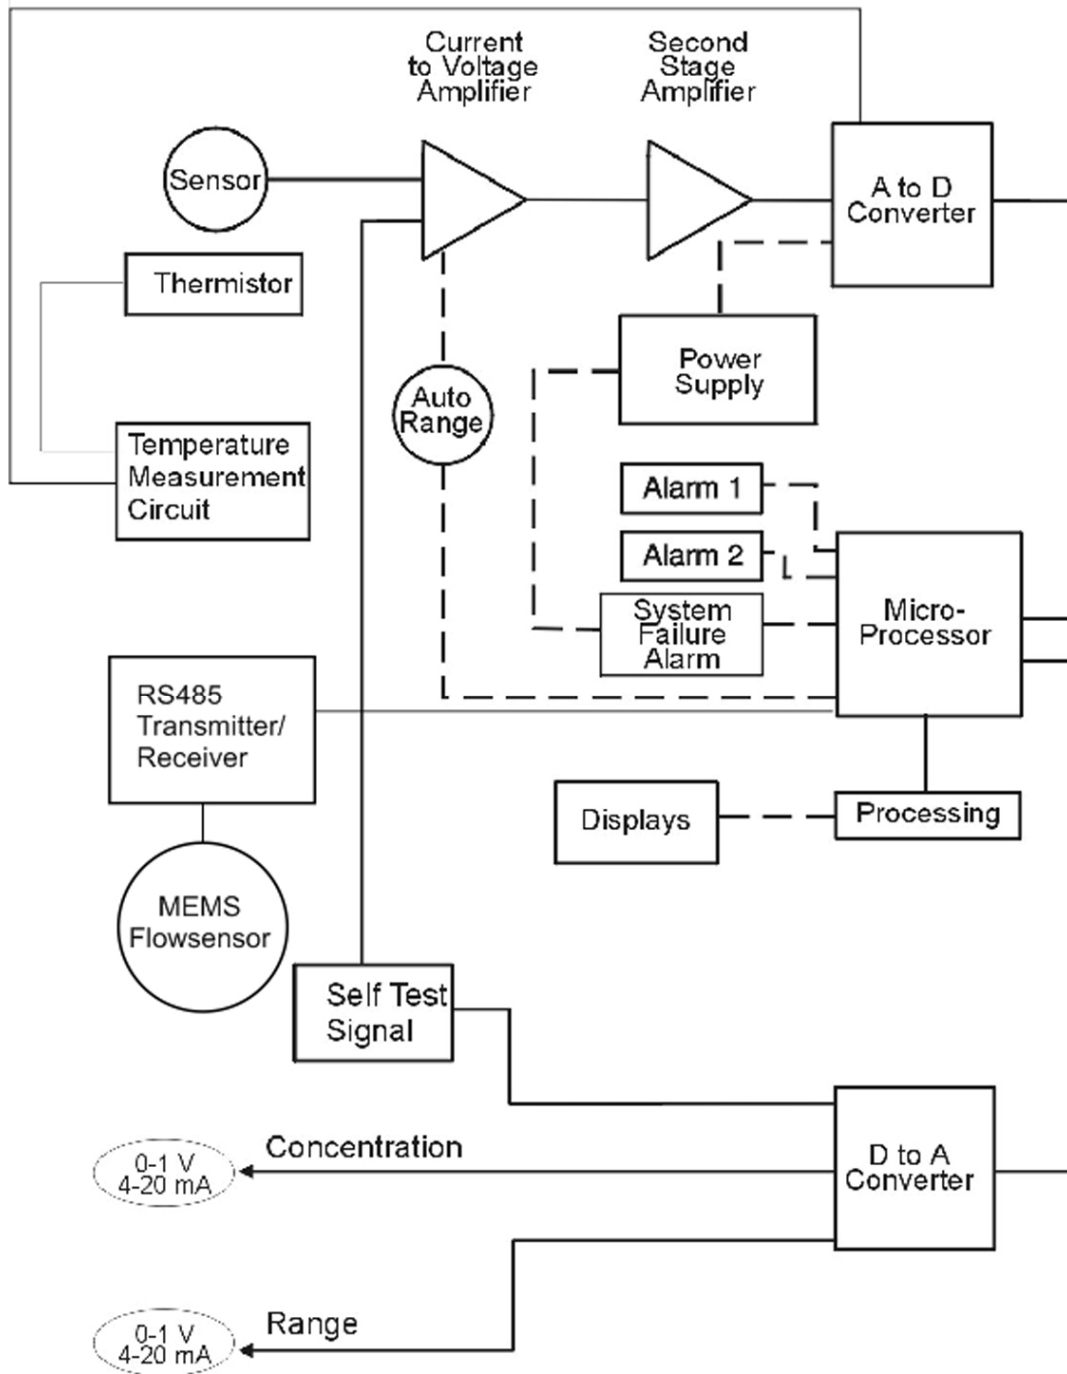 Current
to Voltage
Amplifier
Second
Stage
Amplifier
Sensor
A to D
Converter
Thermistor
Power
Supply
Auto
Range
Temperature
Measurement
Circuit
Alarm 1
Alarm 2
System
Failure
Alarm
Micro-
Processor
RS485
Transmitter/
Receiver
Displays
Processing
MEMS
Flowsensor
Self Test
Signal
D to A
Converter
Concentration
0-1 V
4-20 mA
Range
0-1 V
4-20 mA